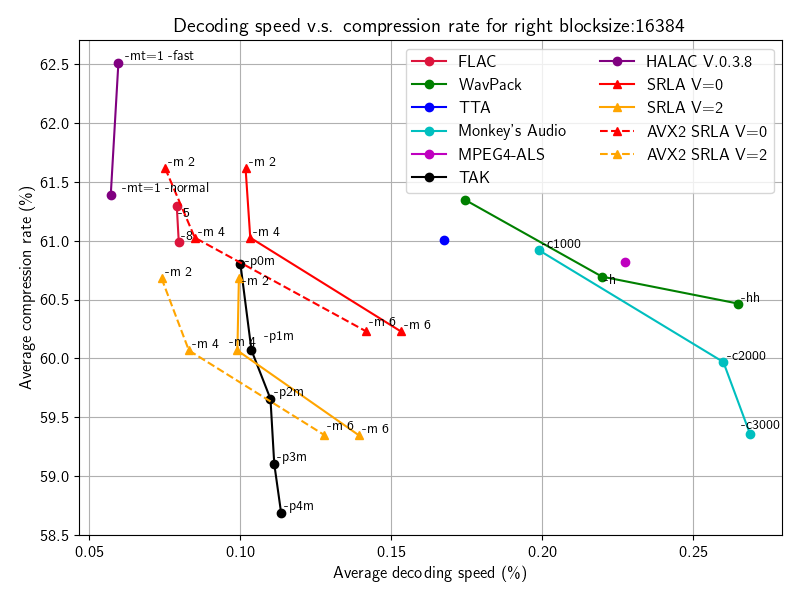 Decoding speed v.s. compression rate for right blocksize:16384
FLAC
WavPack
TTA
Monkey's Audio
MPEG4-ALS
TAK
HALAC V.0.3.8
SRLA V=0
SRLA V=2
AVX2 SRLA V=0
AVX2 SRLA V=2
Average compression rate (%)
62.5
62.0
61.5
61.0
60.5
60.0
59.5
59.0
58.5
-mt=1 -fast
-mt=1 -normal
-m 2
-m 2
-5
-8
-m 4
-m 4
-p0m
-m 2
-m 2
-c1000
-h
-hh
-m 6
-m 6
-m 4
-m 4
-p1m
-c2000
-p2m
-m 6
-m 6
-c3000
-p3m
-p4m
0.05
0.10
0.15
0.20
0.25
Average decoding speed (%)